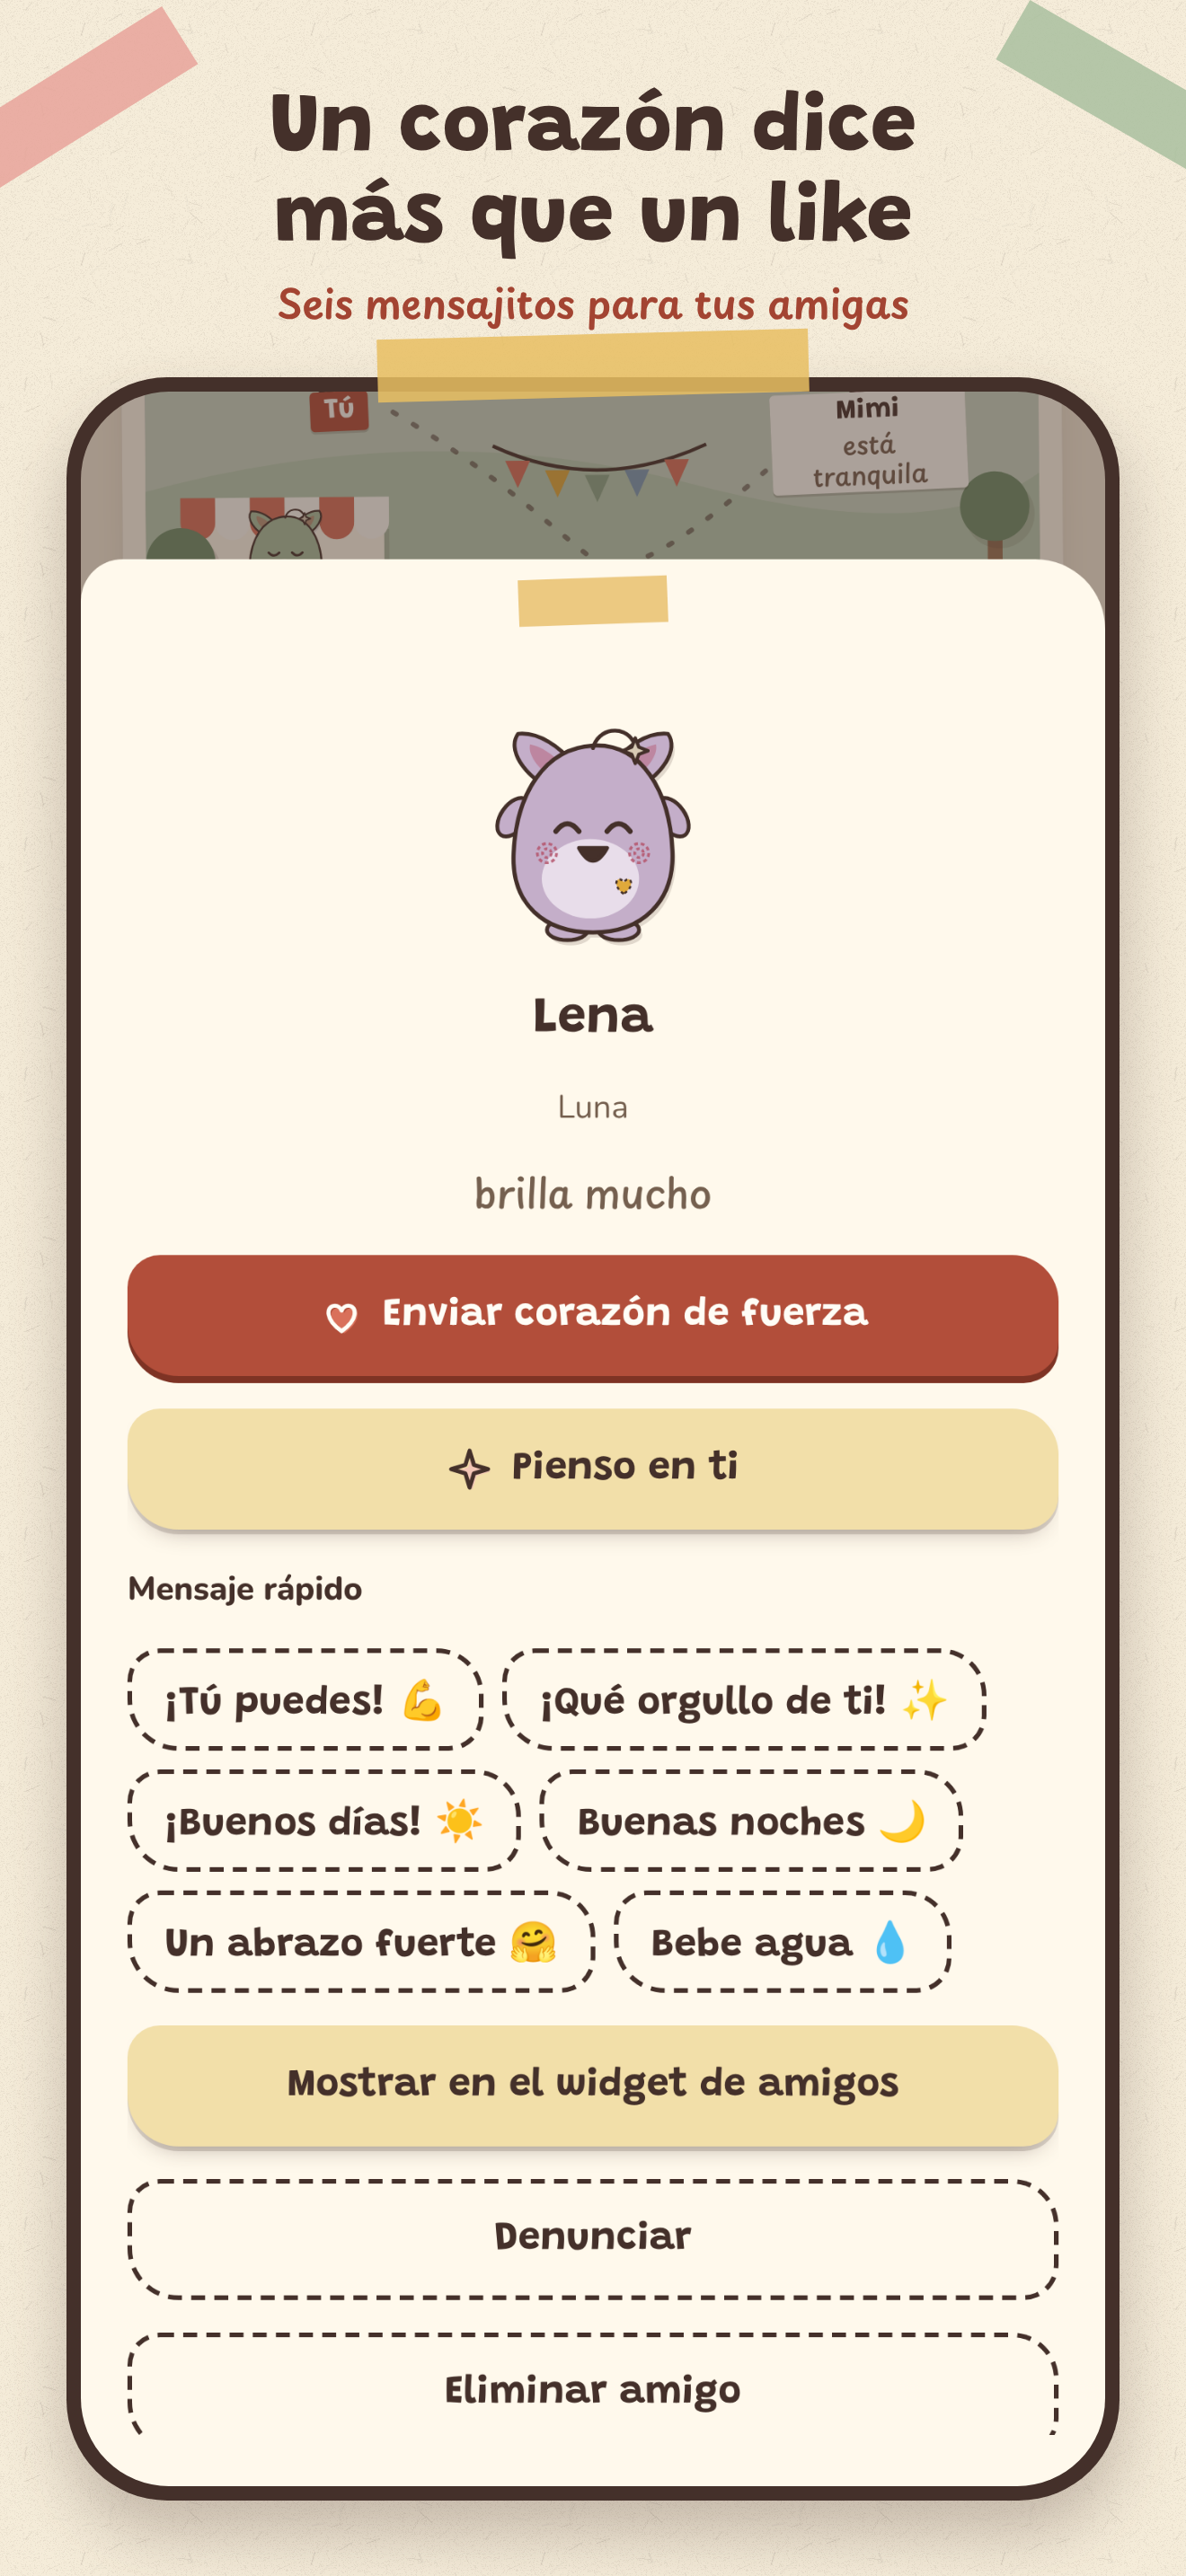 Un corazón dice
más que un like
Seis mensajitos para tus amigas
Tú
Mimi
está
tranquila
Lena
Luna
brilla mucho
Enviar corazón de fuerza
Pienso en ti
Mensaje rápido
¡Tú puedes! 💪
¡Qué orgullo de ti! ✨
¡Buenos días! ☀️
Buenas noches 🌙
Un abrazo fuerte 🤗
Bebe agua 💧
Mostrar en el widget de amigos
Denunciar
Eliminar amigo